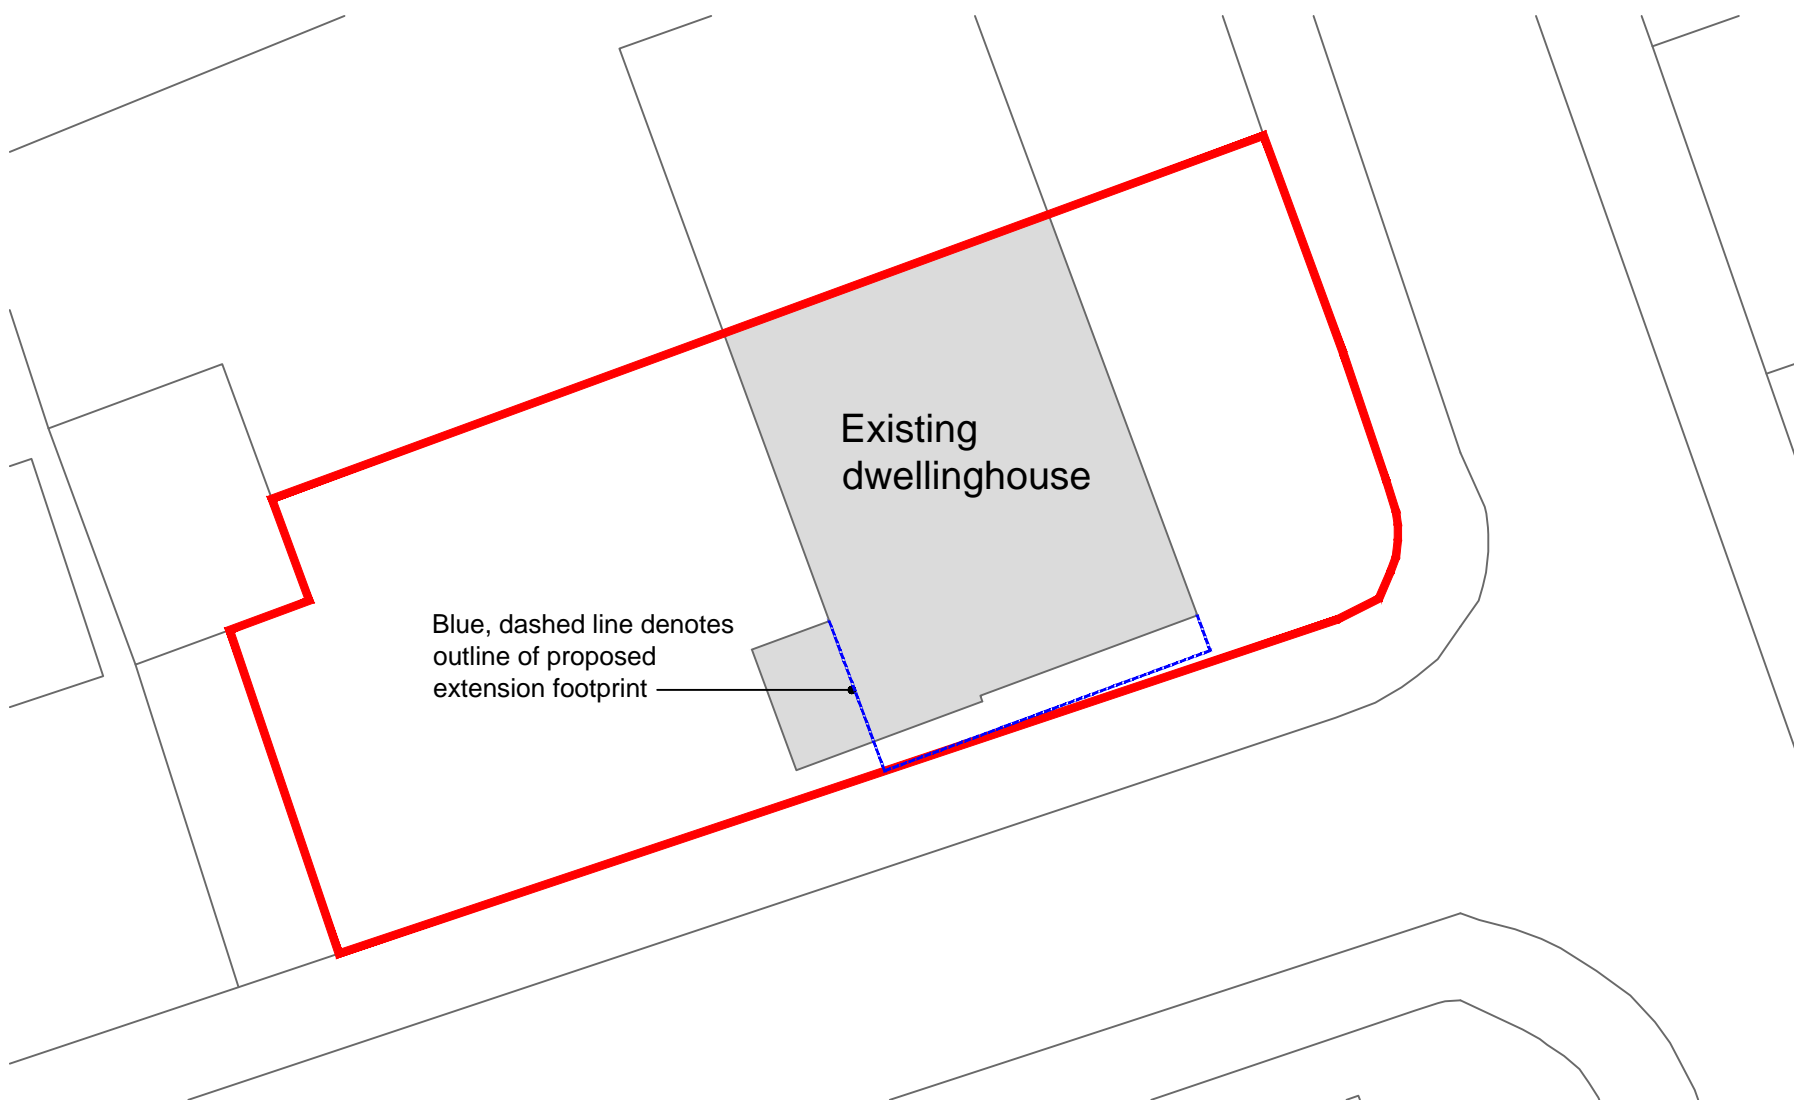 Existing
dwellinghouse
Blue, dashed line denotes
outline of proposed
extension footprint